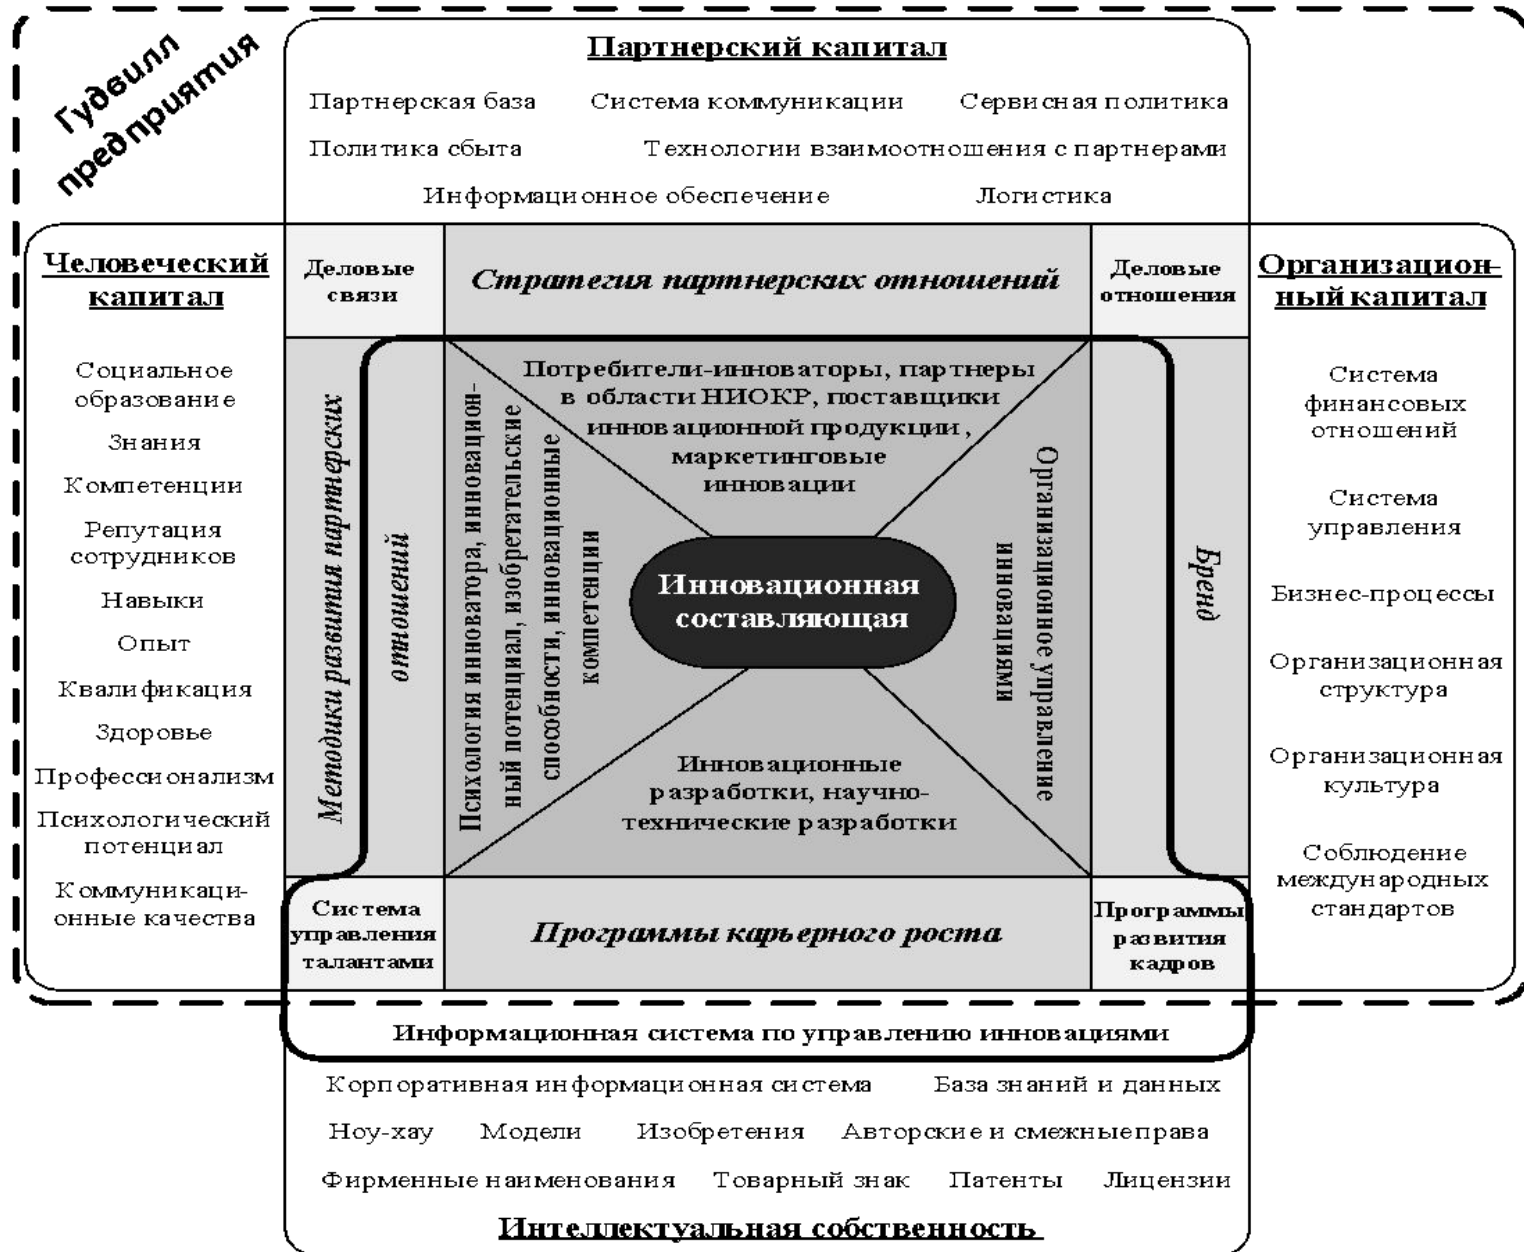 Гудвилл
предприятия
Партнерский капитал
Партнерская база Система коммуникации Сервисная политика
Политика сбыта Технологии взаимоотношения с партнерами
Информационное обеспечение Логистика
Человеческий
капитал
Социальное
образование
Знания
Компетенции
Репутация
сотрудников
Навыки
Опыт
Квалификация
Здоровье
Профессионализм
Психологический
потенциал
Коммуникаци-
онные качества
Деловые
связи
Стратегия партнерских отношений
Деловые
отношения
Методики развития партнерских
отношений
Потребители-инноваторы, партнеры
в области НИОКР, поставщики
инновационной продукции,
маркетинговые
инновации
Психология инноватора, инновацион-
ный потенциал, изобретательские
способности, инновационные
компетенции
Инновационная
составляющая
Организационное управление
инновациями
Инновационные
разработки, научно-
технические разработки
Бренд
Система
управления
талантами
Программы карьерного роста
Программы
развития
кадров
Организацион-
ный капитал
Система
финансовых
отношений
Система
управления
Бизнес-процессы
Организационная
структура
Организационная
культура
Соблюдение
международных
стандартов
Информационная система по управлению инновациями
Корпоративная информационная система База знаний и данных
Ноу-хау Модели Изобретения Авторские и смежные права
Фирменные наименования Товарный знак Патенты Лицензии
Интеллектуальная собственность